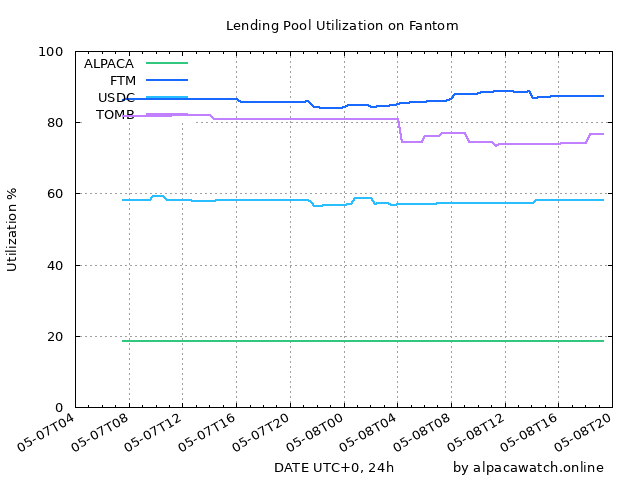 Lending Pool Utilization on Fantom
100
80
60
40
20
0
Utilization %
ALPACA
FTM
USDC
TOMB
05-07T04
05-07T08
05-07T12
05-07T16
05-07T20
05-08T00
05-08T04
05-08T08
05-08T12
05-08T16
05-08T20
DATE UTC+0, 24h
by alpacawatch.online